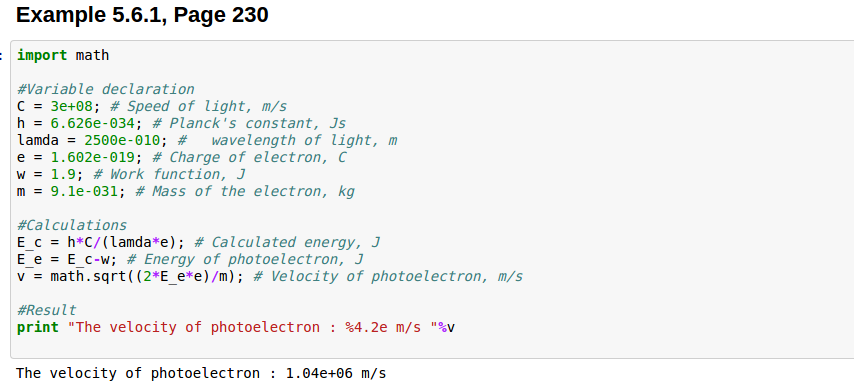 Example 5.6.1, Page 230
: import math
#Variable declaration
C = 3e+08; # Speed of light, m/s
h = 6.626e-034; # Planck's constant, Js
lamda = 2500e-010; #   wavelength of light, m
e = 1.602e-019; # Charge of electron, C
w = 1.9; # Work function, J
m = 9.1e-031; # Mass of the electron, kg
#Calculations
E_c = h*C/(lamda*e); # Calculated energy, J
E_e = E_c-w; # Energy of photoelectron, J
v = math.sqrt((2*E_e*e)/m); # Velocity of photoelectron, m/s
#Result
print "The velocity of photoelectron : %4.2e m/s "%v
The velocity of photoelectron : 1.04e+06 m/s